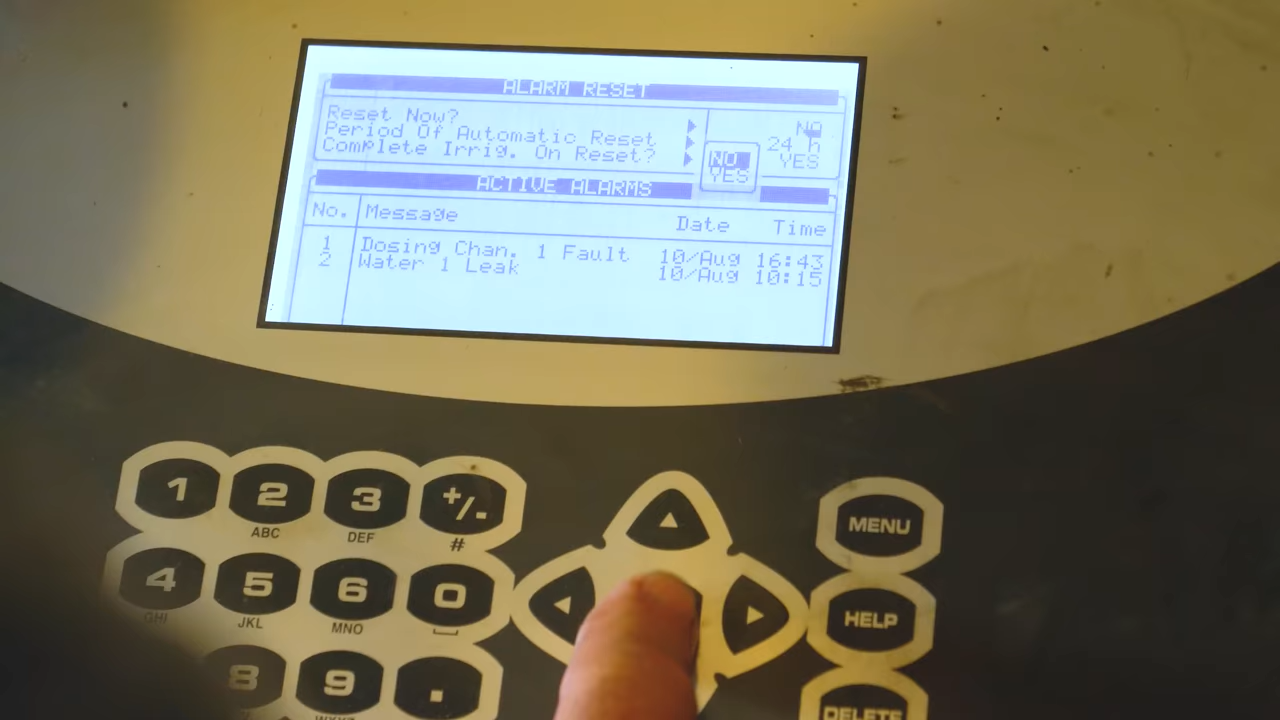 ALARM RESET
Reset Now? NO
Period Of Automatic Reset 24 h
Complete Irrig. On Reset? YES
NO
YES
ACTIVE ALARMS
No. Message Date Time
1 Dosing Chan. 1 Fault 10/Aug 16:43
2 Water 1 Leak 10/Aug 10:15
1 2 3 +/-
ABC DEF #
MENU
4 5 6 0
GHI JKL MNO
HELP
8 9 .
DELETE